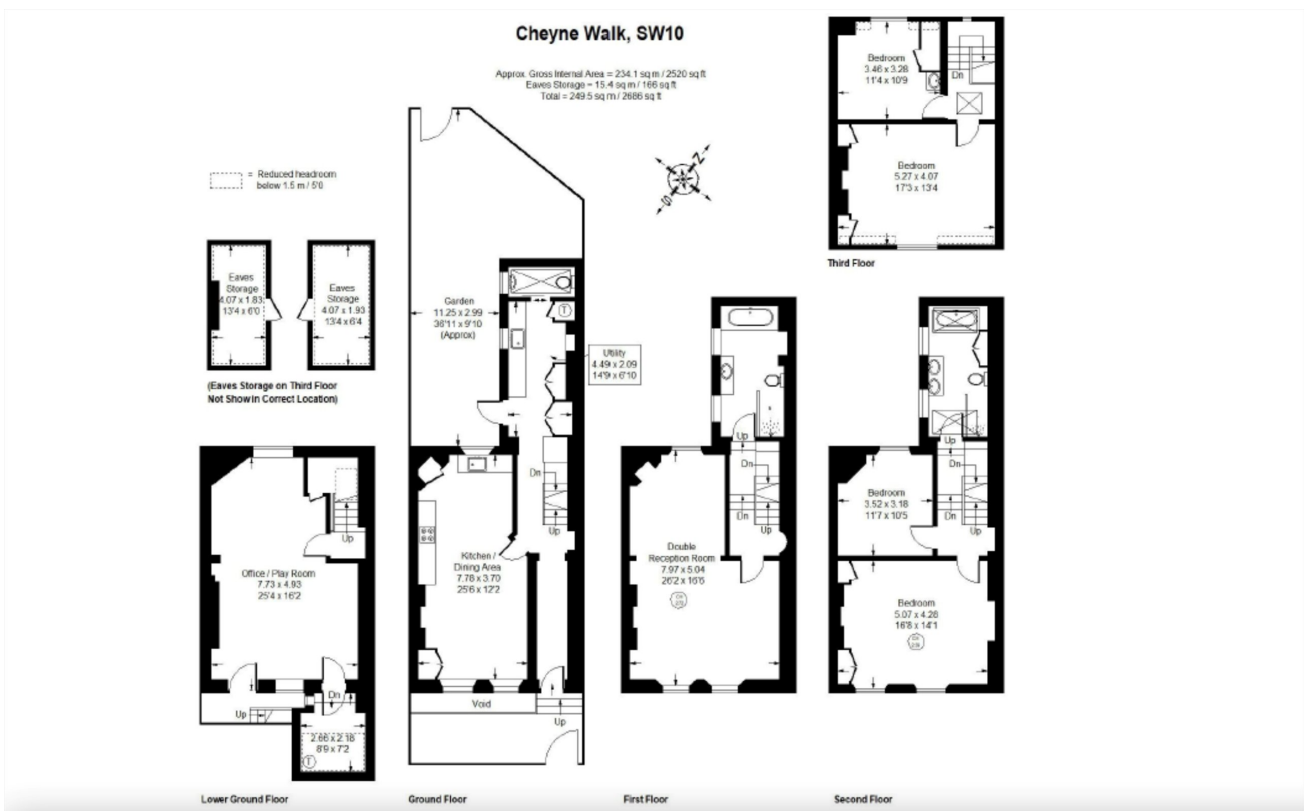 Cheyne Walk, SW10
Approx. Gross Internal Area = 234.1 sq m / 2520 sq ft
Eaves Storage = 15.4 sq m / 166 sq ft
Total = 249.5 sq m / 2686 sq ft
= Reduced headroom
below 1.5 m / 5'0
N
S
Eaves
Storage
4.07 x 1.83
13'4 x 6'0
Eaves
Storage
4.07 x 1.93
13'4 x 6'4
(Eaves Storage on Third Floor
Not Show in Correct Location)
Office / Play Room
7.73 x 4.93
25'4 x 16'2
Up
Up
Dn
2.66 x 2.18
8'9 x 7'2
T
Lower Ground Floor
Garden
11.25 x 2.99
36'11 x 9'10
(Approx)
T
Utility
4.49 x 2.09
14'9 x 6'10
Dn
Up
Kitchen /
Dining Area
7.78 x 3.70
25'6 x 12'2
Void
Up
Ground Floor
Up
Dn
Dn
Up
Double
Reception Room
7.97 x 5.04
26'2 x 16'6
First Floor
Bedroom
3.46 x 3.28
11'4 x 10'9
Dn
Bedroom
5.27 x 4.07
17'3 x 13'4
Third Floor
Up
Dn
Dn
Up
Bedroom
3.52 x 3.18
11'7 x 10'5
Bedroom
5.07 x 4.28
16'8 x 14'1
Second Floor